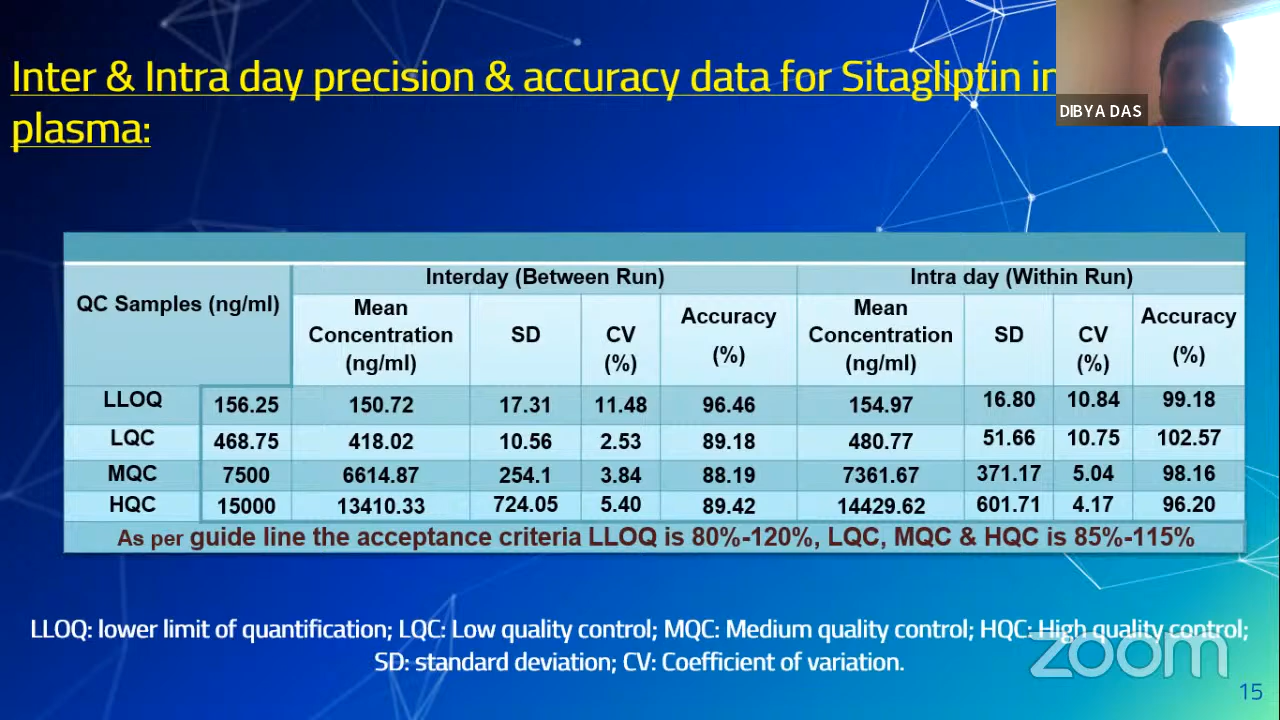 Inter & Intra day precision & accuracy data for Sitagliptin in
plasma:
DIBYA DAS
QC Samples (ng/ml) Interday (Between Run) Intra day (Within Run)
Mean Concentration (ng/ml) SD CV (%) Accuracy (%) Mean Concentration (ng/ml) SD CV (%) Accuracy (%)
LLOQ 156.25 150.72 17.31 11.48 96.46 154.97 16.80 10.84 99.18
LQC 468.75 418.02 10.56 2.53 89.18 480.77 51.66 10.75 102.57
MQC 7500 6614.87 254.1 3.84 88.19 7361.67 371.17 5.04 98.16
HQC 15000 13410.33 724.05 5.40 89.42 14429.62 601.71 4.17 96.20
As per guide line the acceptance criteria LLOQ is 80%-120%, LQC, MQC & HQC is 85%-115%
LLOQ: lower limit of quantification; LQC: Low quality control; MQC: Medium quality control; HQC: High quality control;
SD: standard deviation; CV: Coefficient of variation.
zoom
15